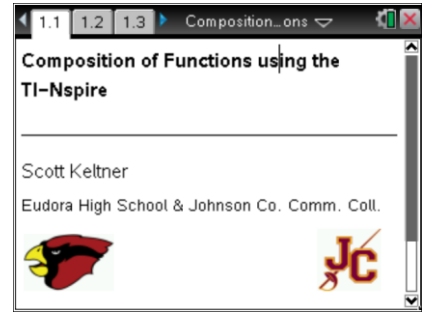 1.1 1.2 1.3 Composition…ons
Composition of Functions using the
TI-Nspire
Scott Keltner
Eudora High School & Johnson Co. Comm. Coll.
JC